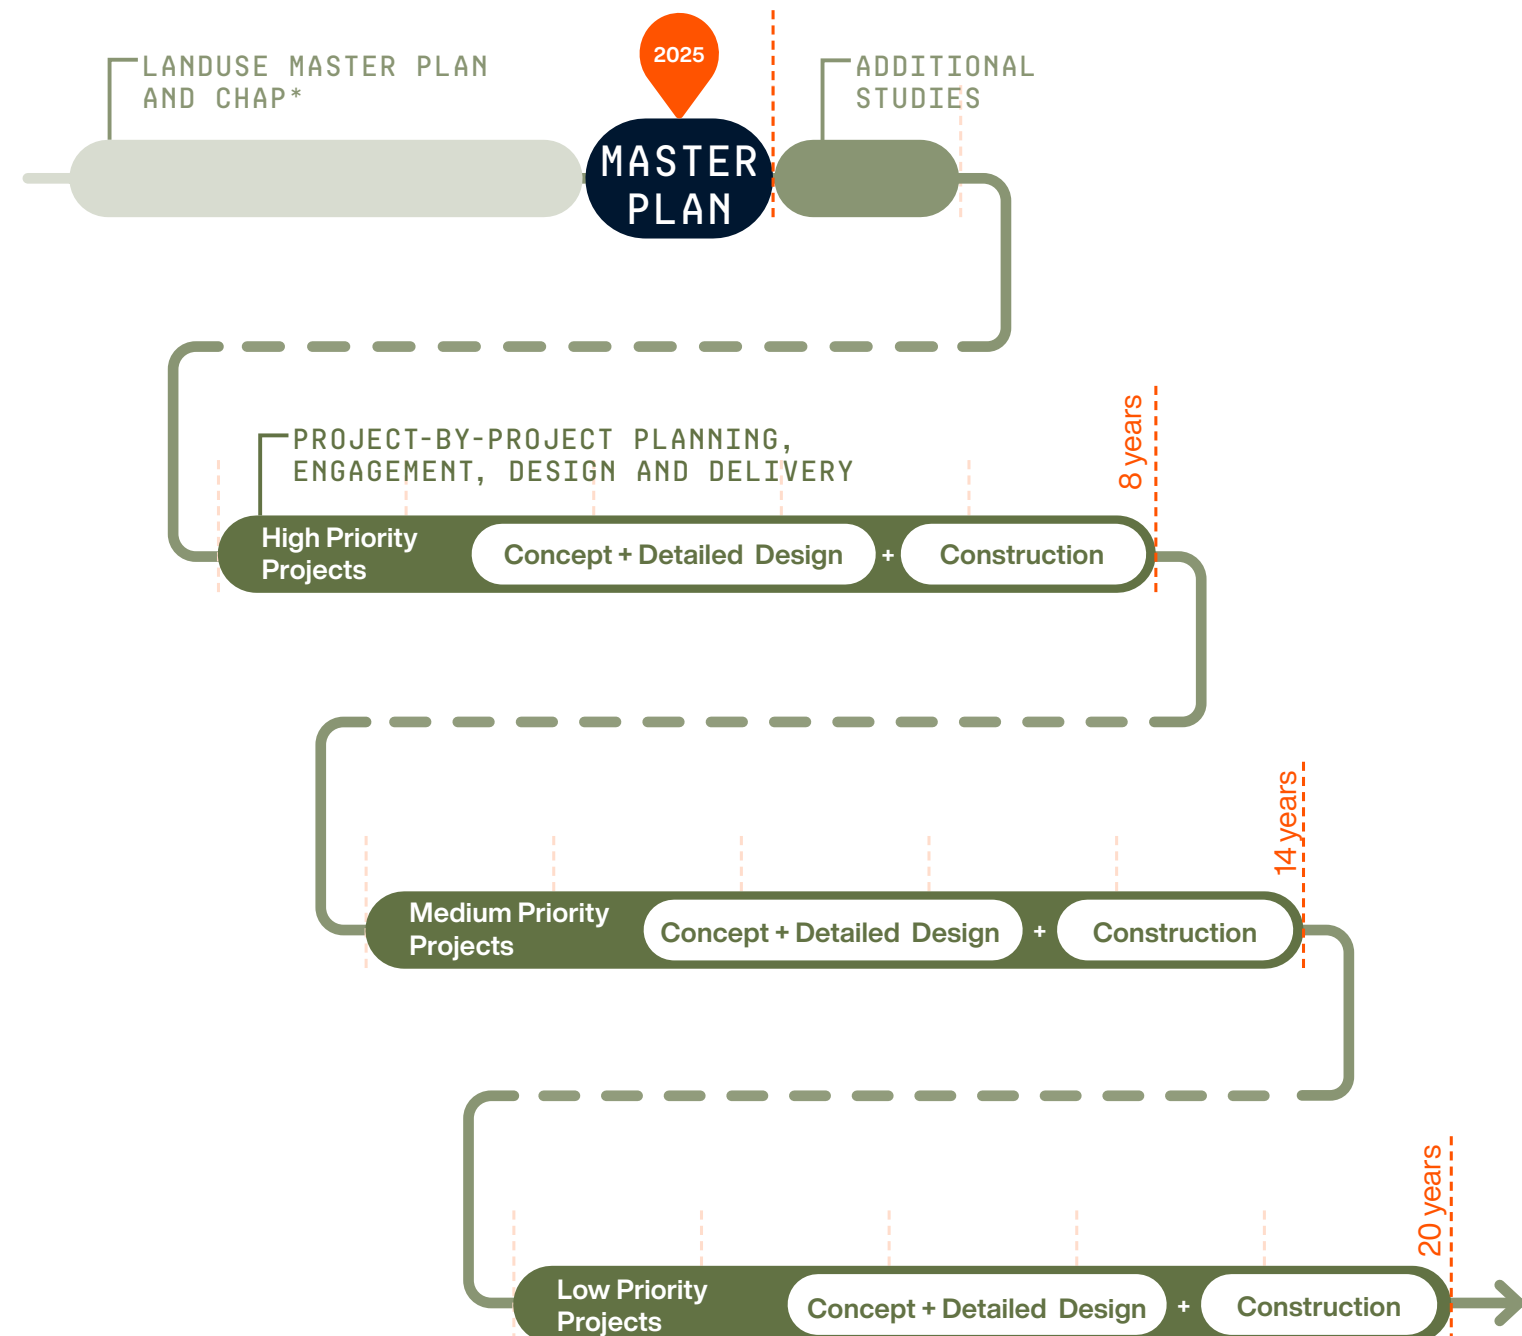 LANDUSE MASTER PLAN
AND CHAP*
2025
MASTER
PLAN
ADDITIONAL
STUDIES
8 years
PROJECT-BY-PROJECT PLANNING,
ENGAGEMENT, DESIGN AND DELIVERY
High Priority
Projects
Concept + Detailed Design
+
Construction
14 years
Medium Priority
Projects
Concept + Detailed Design
+
Construction
20 years
Low Priority
Projects
Concept + Detailed Design
+
Construction